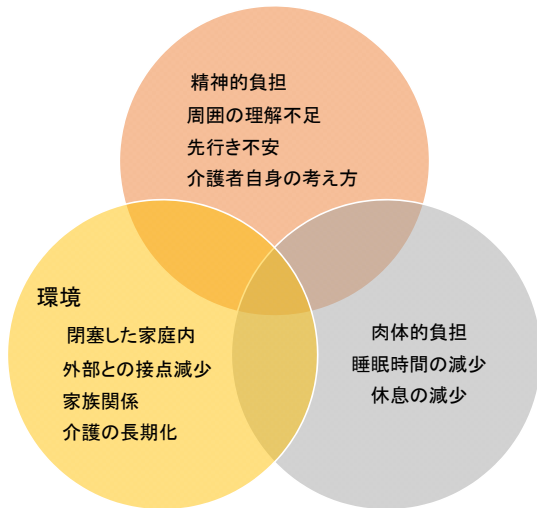 精神的負担
周囲の理解不足
先行き不安
介護者自身の考え方
環境
閉塞した家庭内
外部との接点減少
家族関係
介護の長期化
肉体的負担
睡眠時間の減少
休息の減少